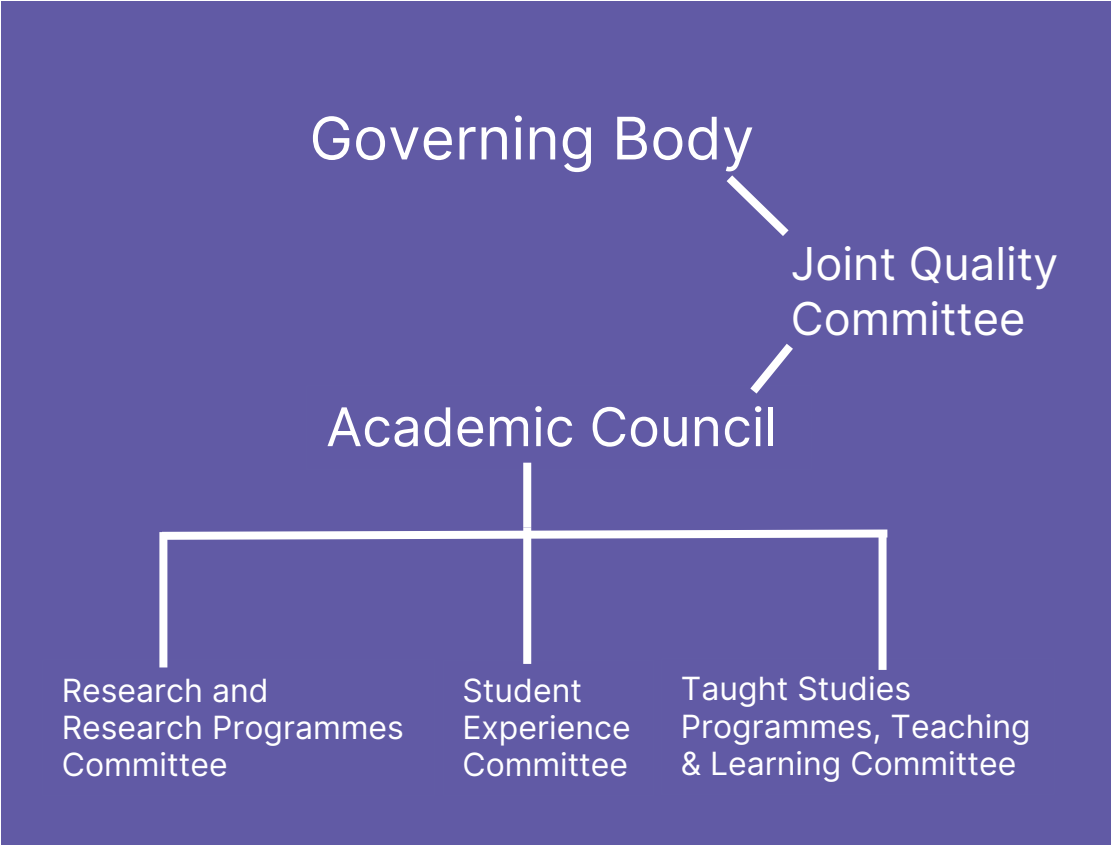 Governing Body
Joint Quality
Committee
Academic Council
Research and
Research Programmes
Committee
Student
Experience
Committee
Taught Studies
Programmes, Teaching
& Learning Committee